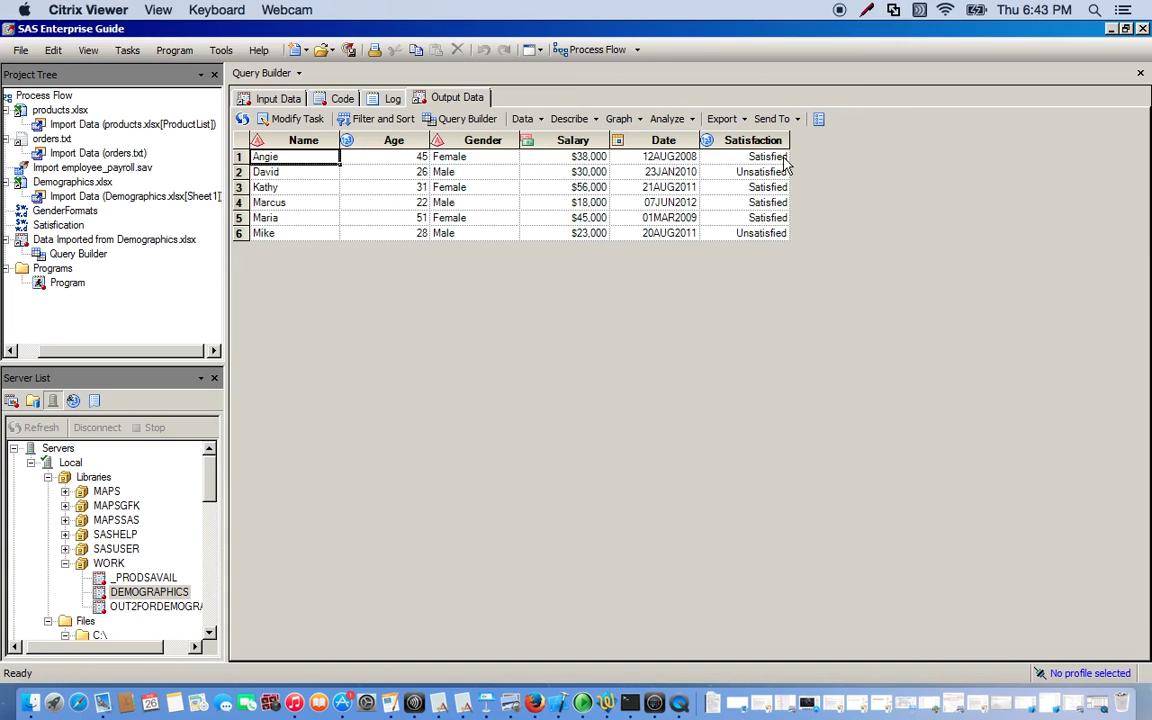 Citrix Viewer View Keyboard Webcam Thu 6:43 PM
SAS Enterprise Guide
File Edit View Tasks Program Tools Help Process Flow
Project Tree
Process Flow
products.xlsx
Import Data (products.xlsx[ProductList)
orders.txt
Import Data (orders.txt)
Import employee_payroll.sav
Demographics.xlsx
Import Data (Demographics.xlsx[Sheet1]
GenderFormats
Satisfication
Data Imported from Demographics.xlsx
Query Builder
Programs
Program
Server List
Refresh Disconnect Stop
Servers
Local
Libraries
MAPS
MAPSGFK
MAPSSAS
SASHELP
SASUSER
WORK
_PRODSAVAIL
DEMOGRAPHICS
OUT2FORDEMOGRA
Files
C:\
Query Builder
Input Data Code Log Output Data
Modify Task Filter and Sort Query Builder Data Describe Graph Analyze Export Send To
Name Age Gender Salary Date Satisfaction
1 Angie 45 Female $38,000 12AUG2008 Satisfied
2 David 26 Male $30,000 23JAN2010 Unsatisfied
3 Kathy 31 Female $56,000 21AUG2011 Satisfied
4 Marcus 22 Male $18,000 07JUN2012 Satisfied
5 Maria 51 Female $45,000 01MAR2009 Satisfied
6 Mike 28 Male $23,000 20AUG2011 Unsatisfied
Ready No profile selected
26